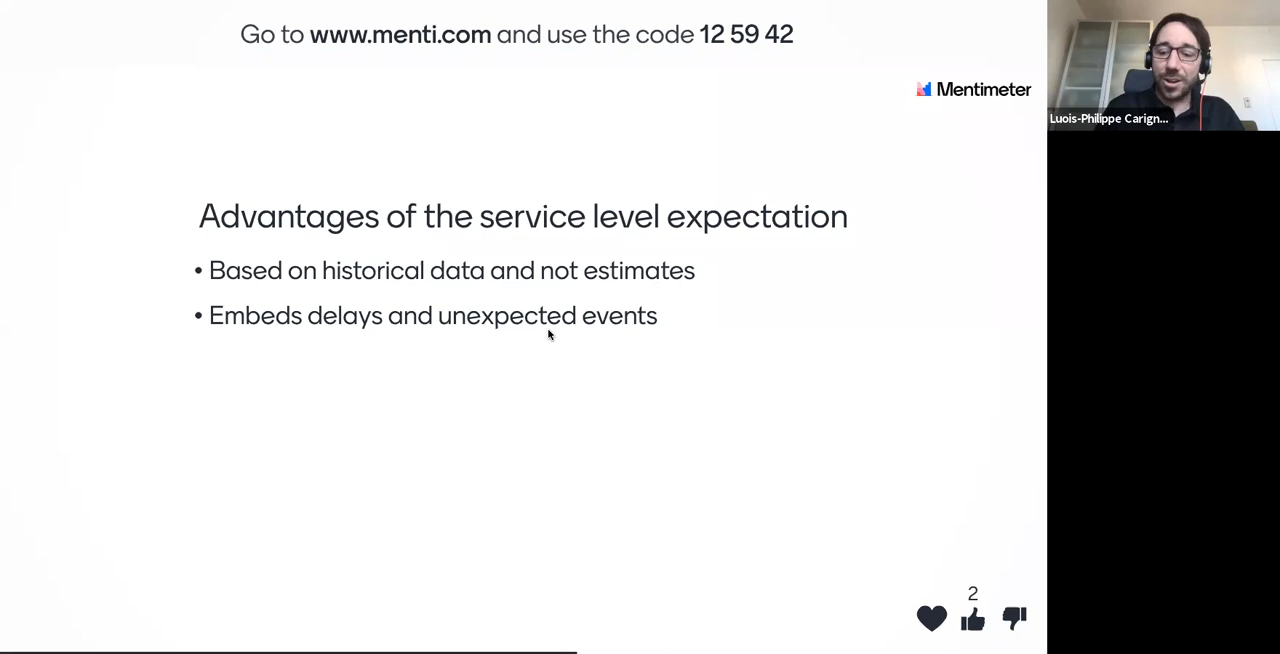 Go to www.menti.com and use the code 12 59 42
Mentimeter
Luois-Philippe Carign...
Advantages of the service level expectation
• Based on historical data and not estimates
• Embeds delays and unexpected events
2